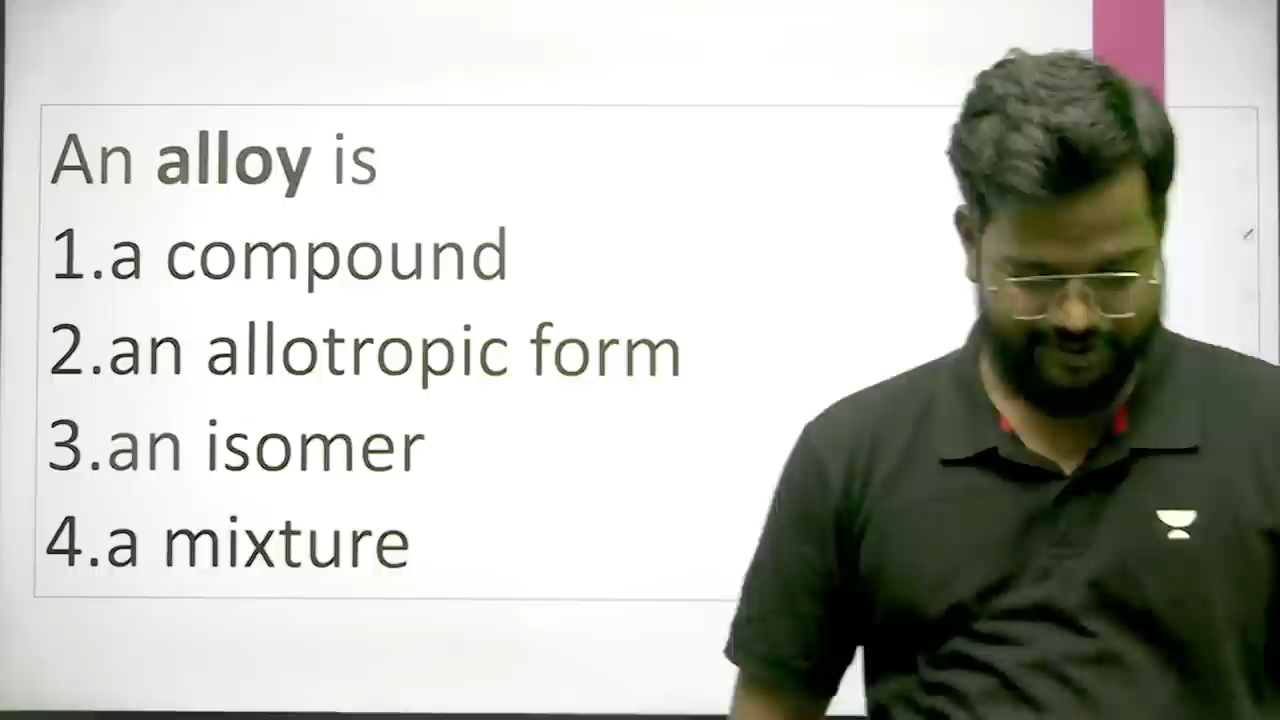 An alloy is
1.a compound
2.an allotropic form
3.an isomer
4.a mixture